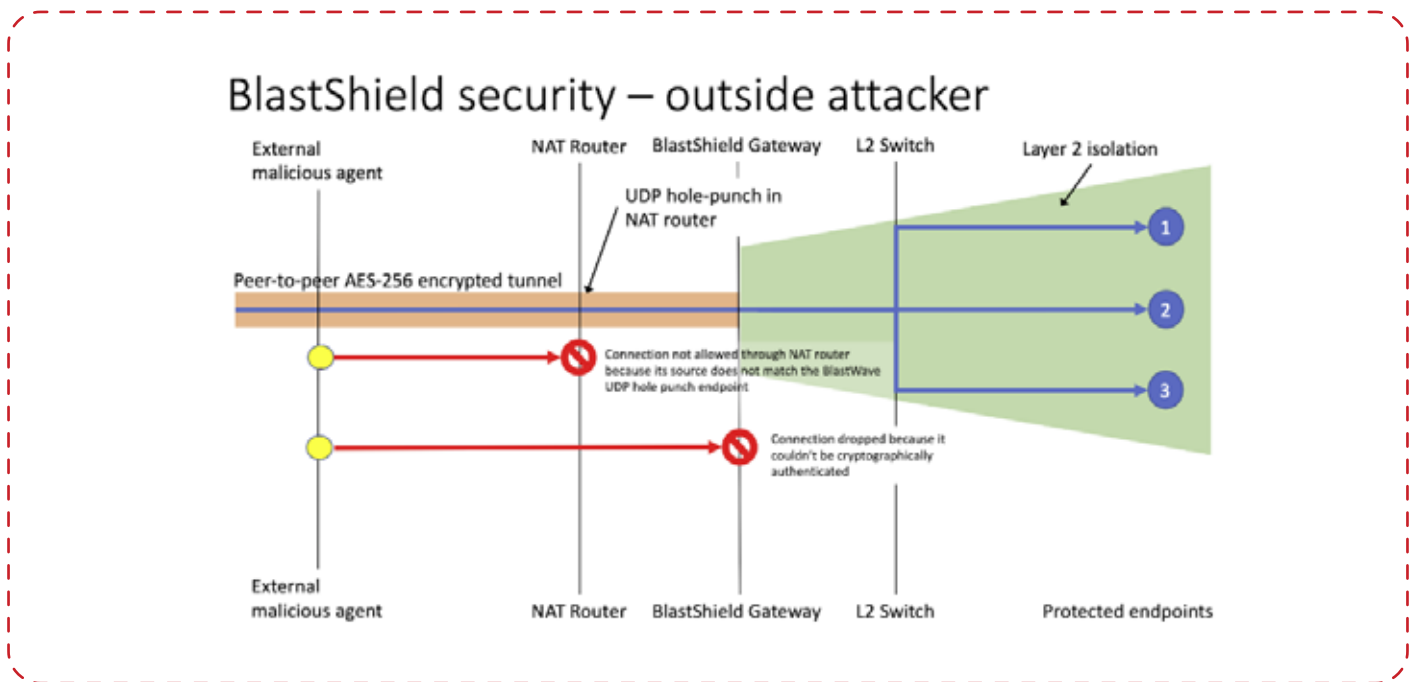 BlastShield security – outside attacker
External
malicious agent
NAT Router
BlastShield Gateway
L2 Switch
Layer 2 isolation
UDP hole-punch in
NAT router
Peer-to-peer AES-256 encrypted tunnel
1
2
3
Connection not allowed through NAT router
because its source does not match the BlastWave
UDP hole punch endpoint
Connection dropped because it
couldn't be cryptographically
authenticated
External
malicious agent
NAT Router
BlastShield Gateway
L2 Switch
Protected endpoints